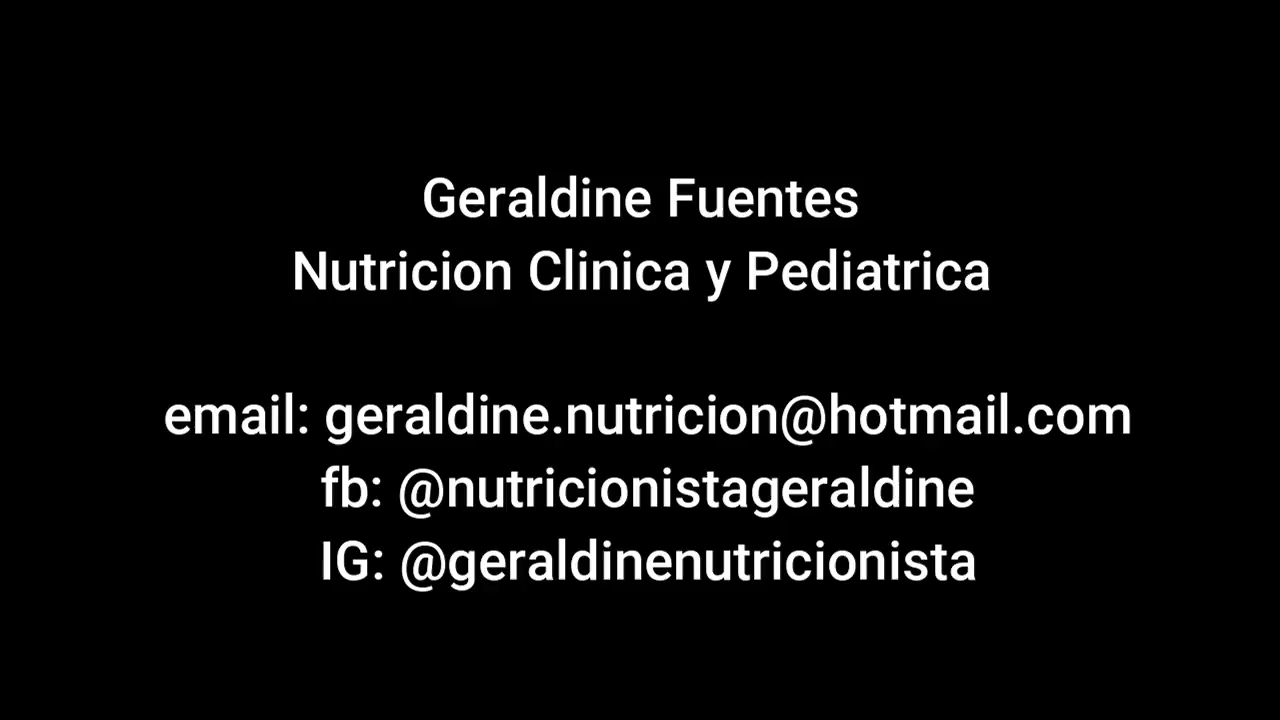 Geraldine Fuentes
Nutricion Clinica y Pediatrica
email: geraldine.nutricion@hotmail.com
fb: @nutricionistageraldine
IG: @geraldinenutricionista